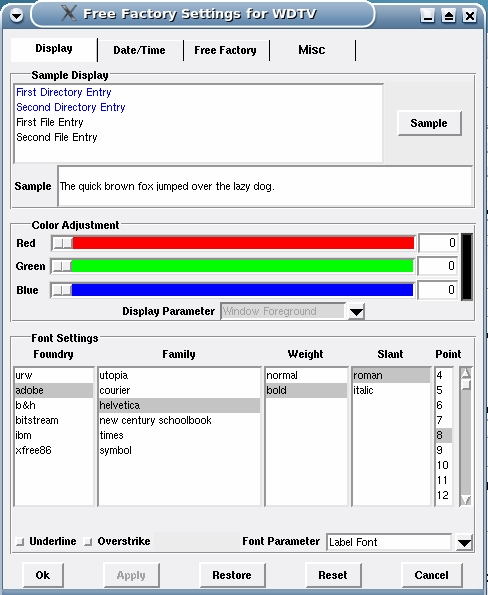 Free Factory Settings for WDTV
Display Date/Time Free Factory Misc
Sample Display
First Directory Entry
Second Directory Entry
First File Entry
Second File Entry
Sample
Sample The quick brown fox jumped over the lazy dog.
Color Adjustment
Red 0
Green 0
Blue 0
Display Parameter Window Foreground
Font Settings
Foundry Family Weight Slant Point
urw utopia normal roman 4
adobe courier bold italic 5
b&h helvetica 6
bitstream new century schoolbook 7
ibm times 8
xfree86 symbol 9
10
11
12
Underline Overstrike Font Parameter Label Font
Ok Apply Restore Reset Cancel